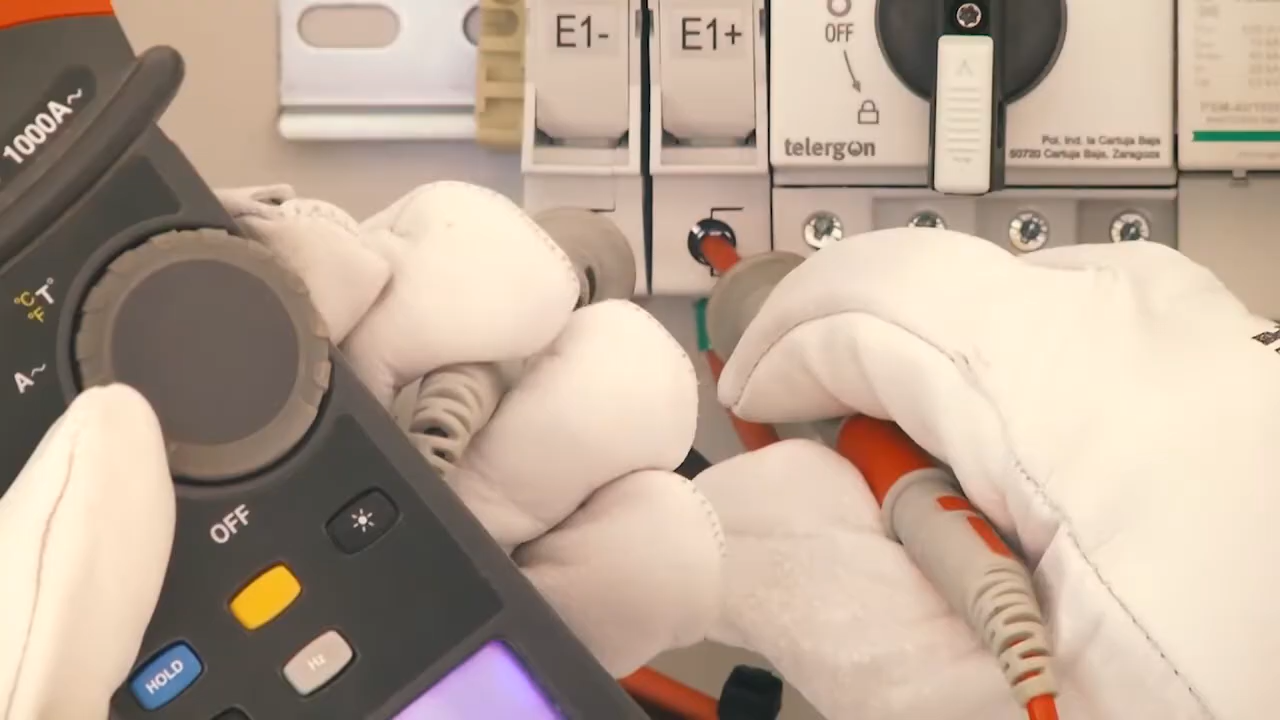 1000A~
E1-
E1+
OFF
telergon
Pol. Ind. la Cartuja Baja
50720 Cartuja Baja, Zaragoza
°C
°F
T°
A~
OFF
HOLD
Hz